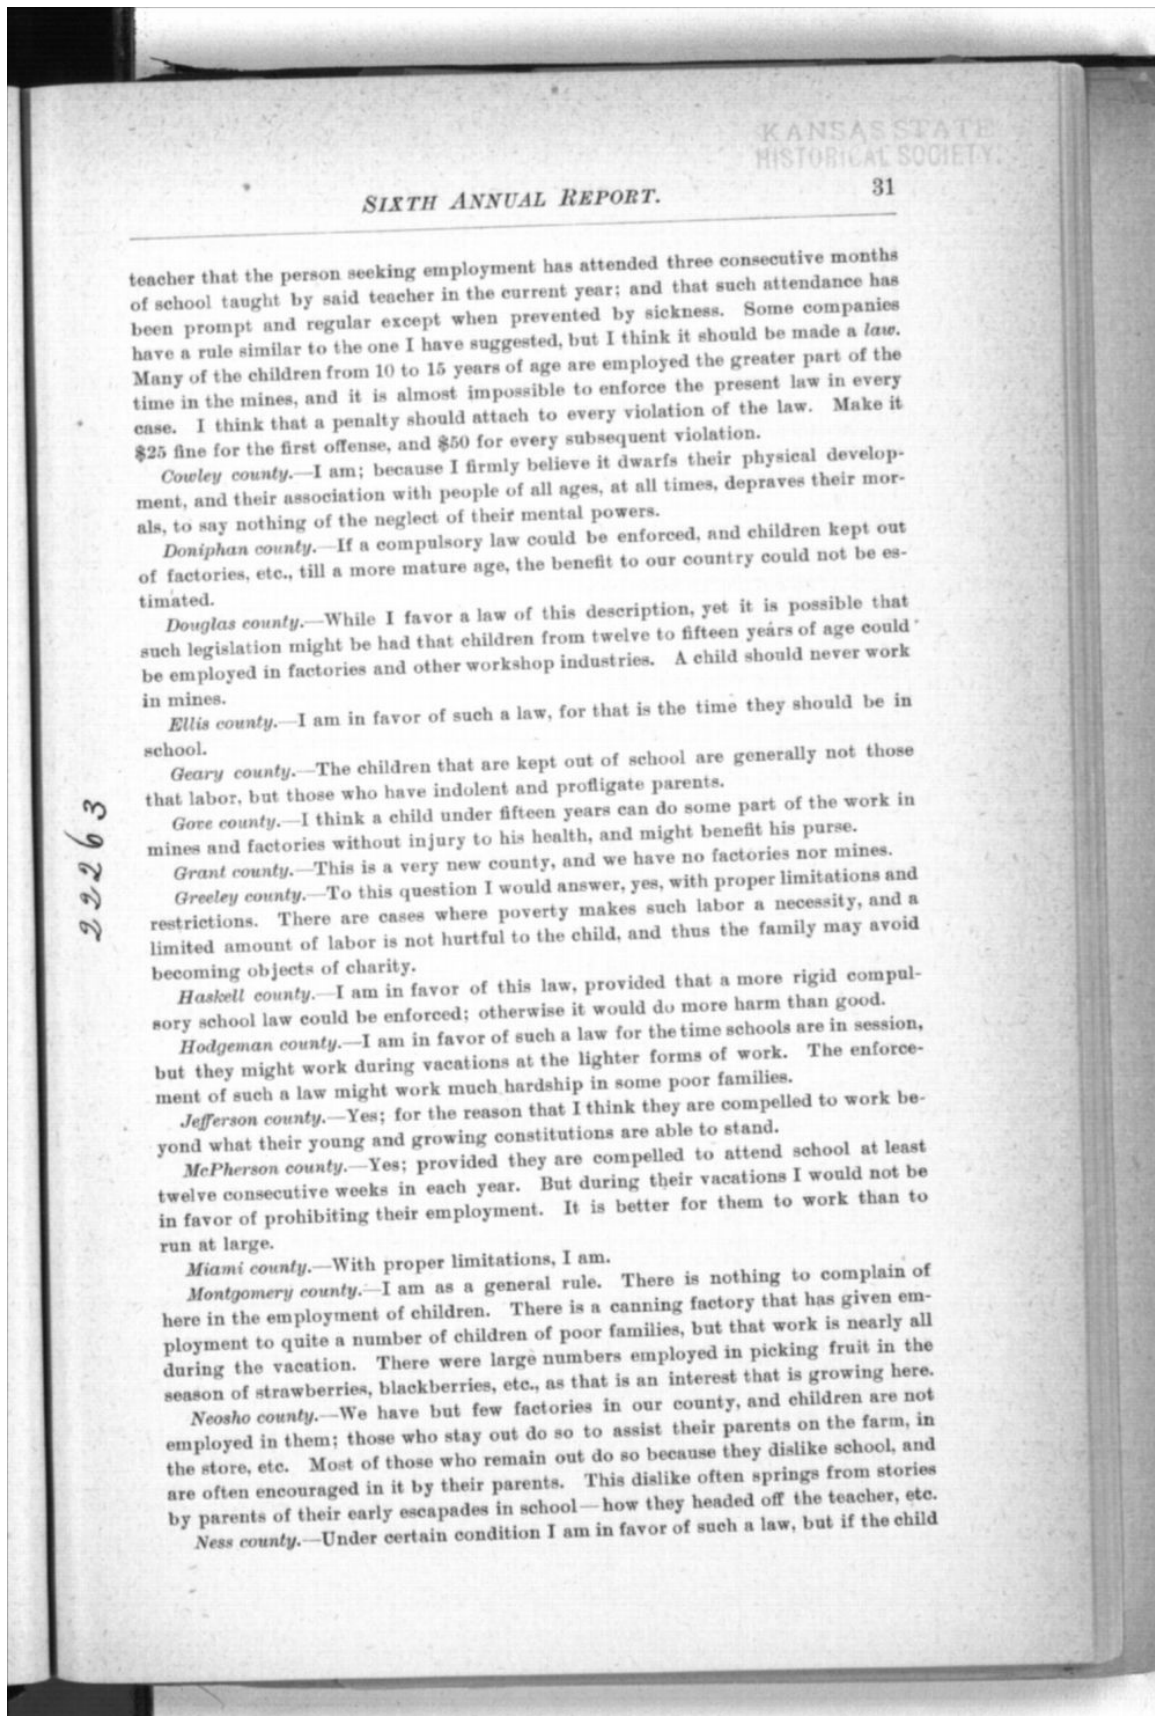 KANSAS STATE
HISTORICAL SOCIETY.
SIXTH ANNUAL REPORT. 31
teacher that the person seeking employment has attended three consecutive months
of school taught by said teacher in the current year; and that such attendance has
been prompt and regular except when prevented by sickness. Some companies
have a rule similar to the one I have suggested, but I think it should be made a law.
Many of the children from 10 to 15 years of age are employed the greater part of the
time in the mines, and it is almost impossible to enforce the present law in every
case. I think that a penalty should attach to every violation of the law. Make it
$25 fine for the first offense, and $50 for every subsequent violation.
Cowley county.—I am; because I firmly believe it dwarfs their physical develop-
ment, and their association with people of all ages, at all times, depraves their mor-
als, to say nothing of the neglect of their mental powers.
Doniphan county.—If a compulsory law could be enforced, and children kept out
of factories, etc., till a more mature age, the benefit to our country could not be es-
timated.
Douglas county.—While I favor a law of this description, yet it is possible that
such legislation might be had that children from twelve to fifteen years of age could
be employed in factories and other workshop industries. A child should never work
in mines.
Ellis county.—I am in favor of such a law, for that is the time they should be in
school.
Geary county.—The children that are kept out of school are generally not those
that labor, but those who have indolent and profligate parents.
Gove county.—I think a child under fifteen years can do some part of the work in
mines and factories without injury to his health, and might benefit his purse.
Grant county.—This is a very new county, and we have no factories nor mines.
Greeley county.—To this question I would answer, yes, with proper limitations and
restrictions. There are cases where poverty makes such labor a necessity, and a
limited amount of labor is not hurtful to the child, and thus the family may avoid
becoming objects of charity.
Haskell county.—I am in favor of this law, provided that a more rigid compul-
sory school law could be enforced; otherwise it would do more harm than good.
Hodgeman county.—I am in favor of such a law for the time schools are in session,
but they might work during vacations at the lighter forms of work. The enforce-
ment of such a law might work much hardship in some poor families.
Jefferson county.—Yes; for the reason that I think they are compelled to work be-
yond what their young and growing constitutions are able to stand.
McPherson county.—Yes; provided they are compelled to attend school at least
twelve consecutive weeks in each year. But during their vacations I would not be
in favor of prohibiting their employment. It is better for them to work than to
run at large.
Miami county.—With proper limitations, I am.
Montgomery county.—I am as a general rule. There is nothing to complain of
here in the employment of children. There is a canning factory that has given em-
ployment to quite a number of children of poor families, but that work is nearly all
during the vacation. There were large numbers employed in picking fruit in the
season of strawberries, blackberries, etc., as that is an interest that is growing here.
Neosho county.—We have but few factories in our county, and children are not
employed in them; those who stay out do so to assist their parents on the farm, in
the store, etc. Most of those who remain out do so because they dislike school, and
are often encouraged in it by their parents. This dislike often springs from stories
by parents of their early escapades in school—how they headed off the teacher, etc.
Ness county.—Under certain condition I am in favor of such a law, but if the child
22263